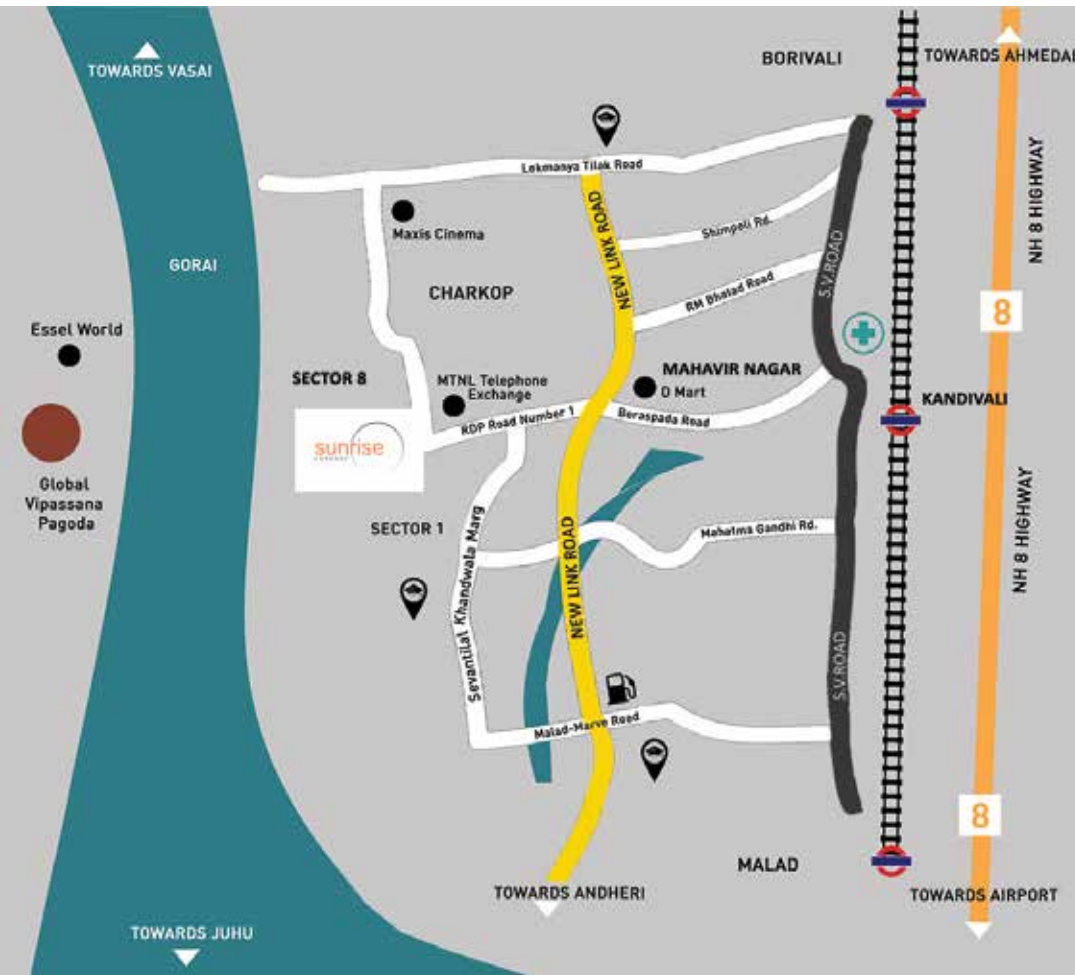 BORIVALI
TOWARDS AHMEDAI
TOWARDS VASAI
Lokmanya Tilak Road
NH 8 HIGHWAY
Maxis Cinema
NEW LINK ROAD
Shimpoli Rd.
S.V.ROAD
GORAI
CHARKOP
RM Bhatad Road
8
Essel World
SECTOR 8
MTNL Telephone
Exchange
MAHAVIR NAGAR
D Mart
KANDIVALI
RDP Road Number 1
Boraspada Road
sunrise
Global
Vipassana
Pagoda
SECTOR 1
Sevantilal Khandwala Marg
NEW LINK ROAD
Mahatma Gandhi Rd.
NH 8 HIGHWAY
S.V.ROAD
Malad-Marve Road
8
MALAD
TOWARDS ANDHERI
TOWARDS AIRPORT
TOWARDS JUHU